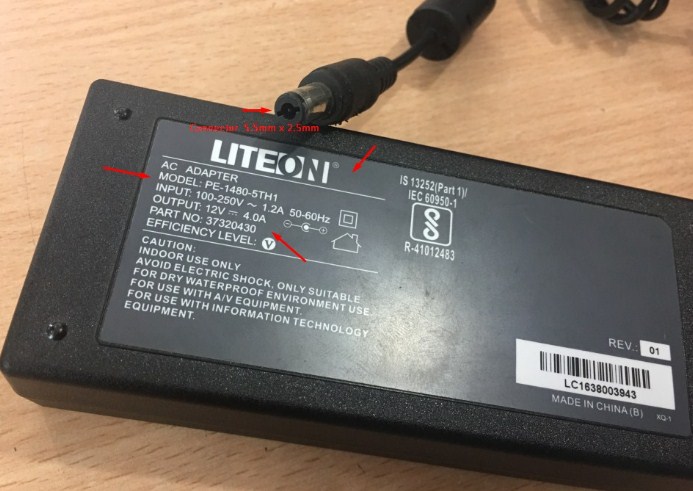 Connector: 5.5mm x 2.5mm
LITEON®
AC ADAPTER
MODEL: PE-1480-5TH1
INPUT: 100-250V ~ 1.2A 50-60Hz
OUTPUT: 12V ⎓ 4.0A
PART NO: 37320430
EFFICIENCY LEVEL: V
CAUTION:
INDOOR USE ONLY
AVOID ELECTRIC SHOCK, ONLY SUITABLE
FOR DRY WATERPROOF ENVIRONMENT USE
FOR USE WITH A/V EQUIPMENT.
FOR USE WITH INFORMATION TECHNOLOGY
EQUIPMENT.
IS 13252(Part 1)/
IEC 60950-1
R-41012483
REV.: 01
LC1638003943
MADE IN CHINA (B)
XQ-1